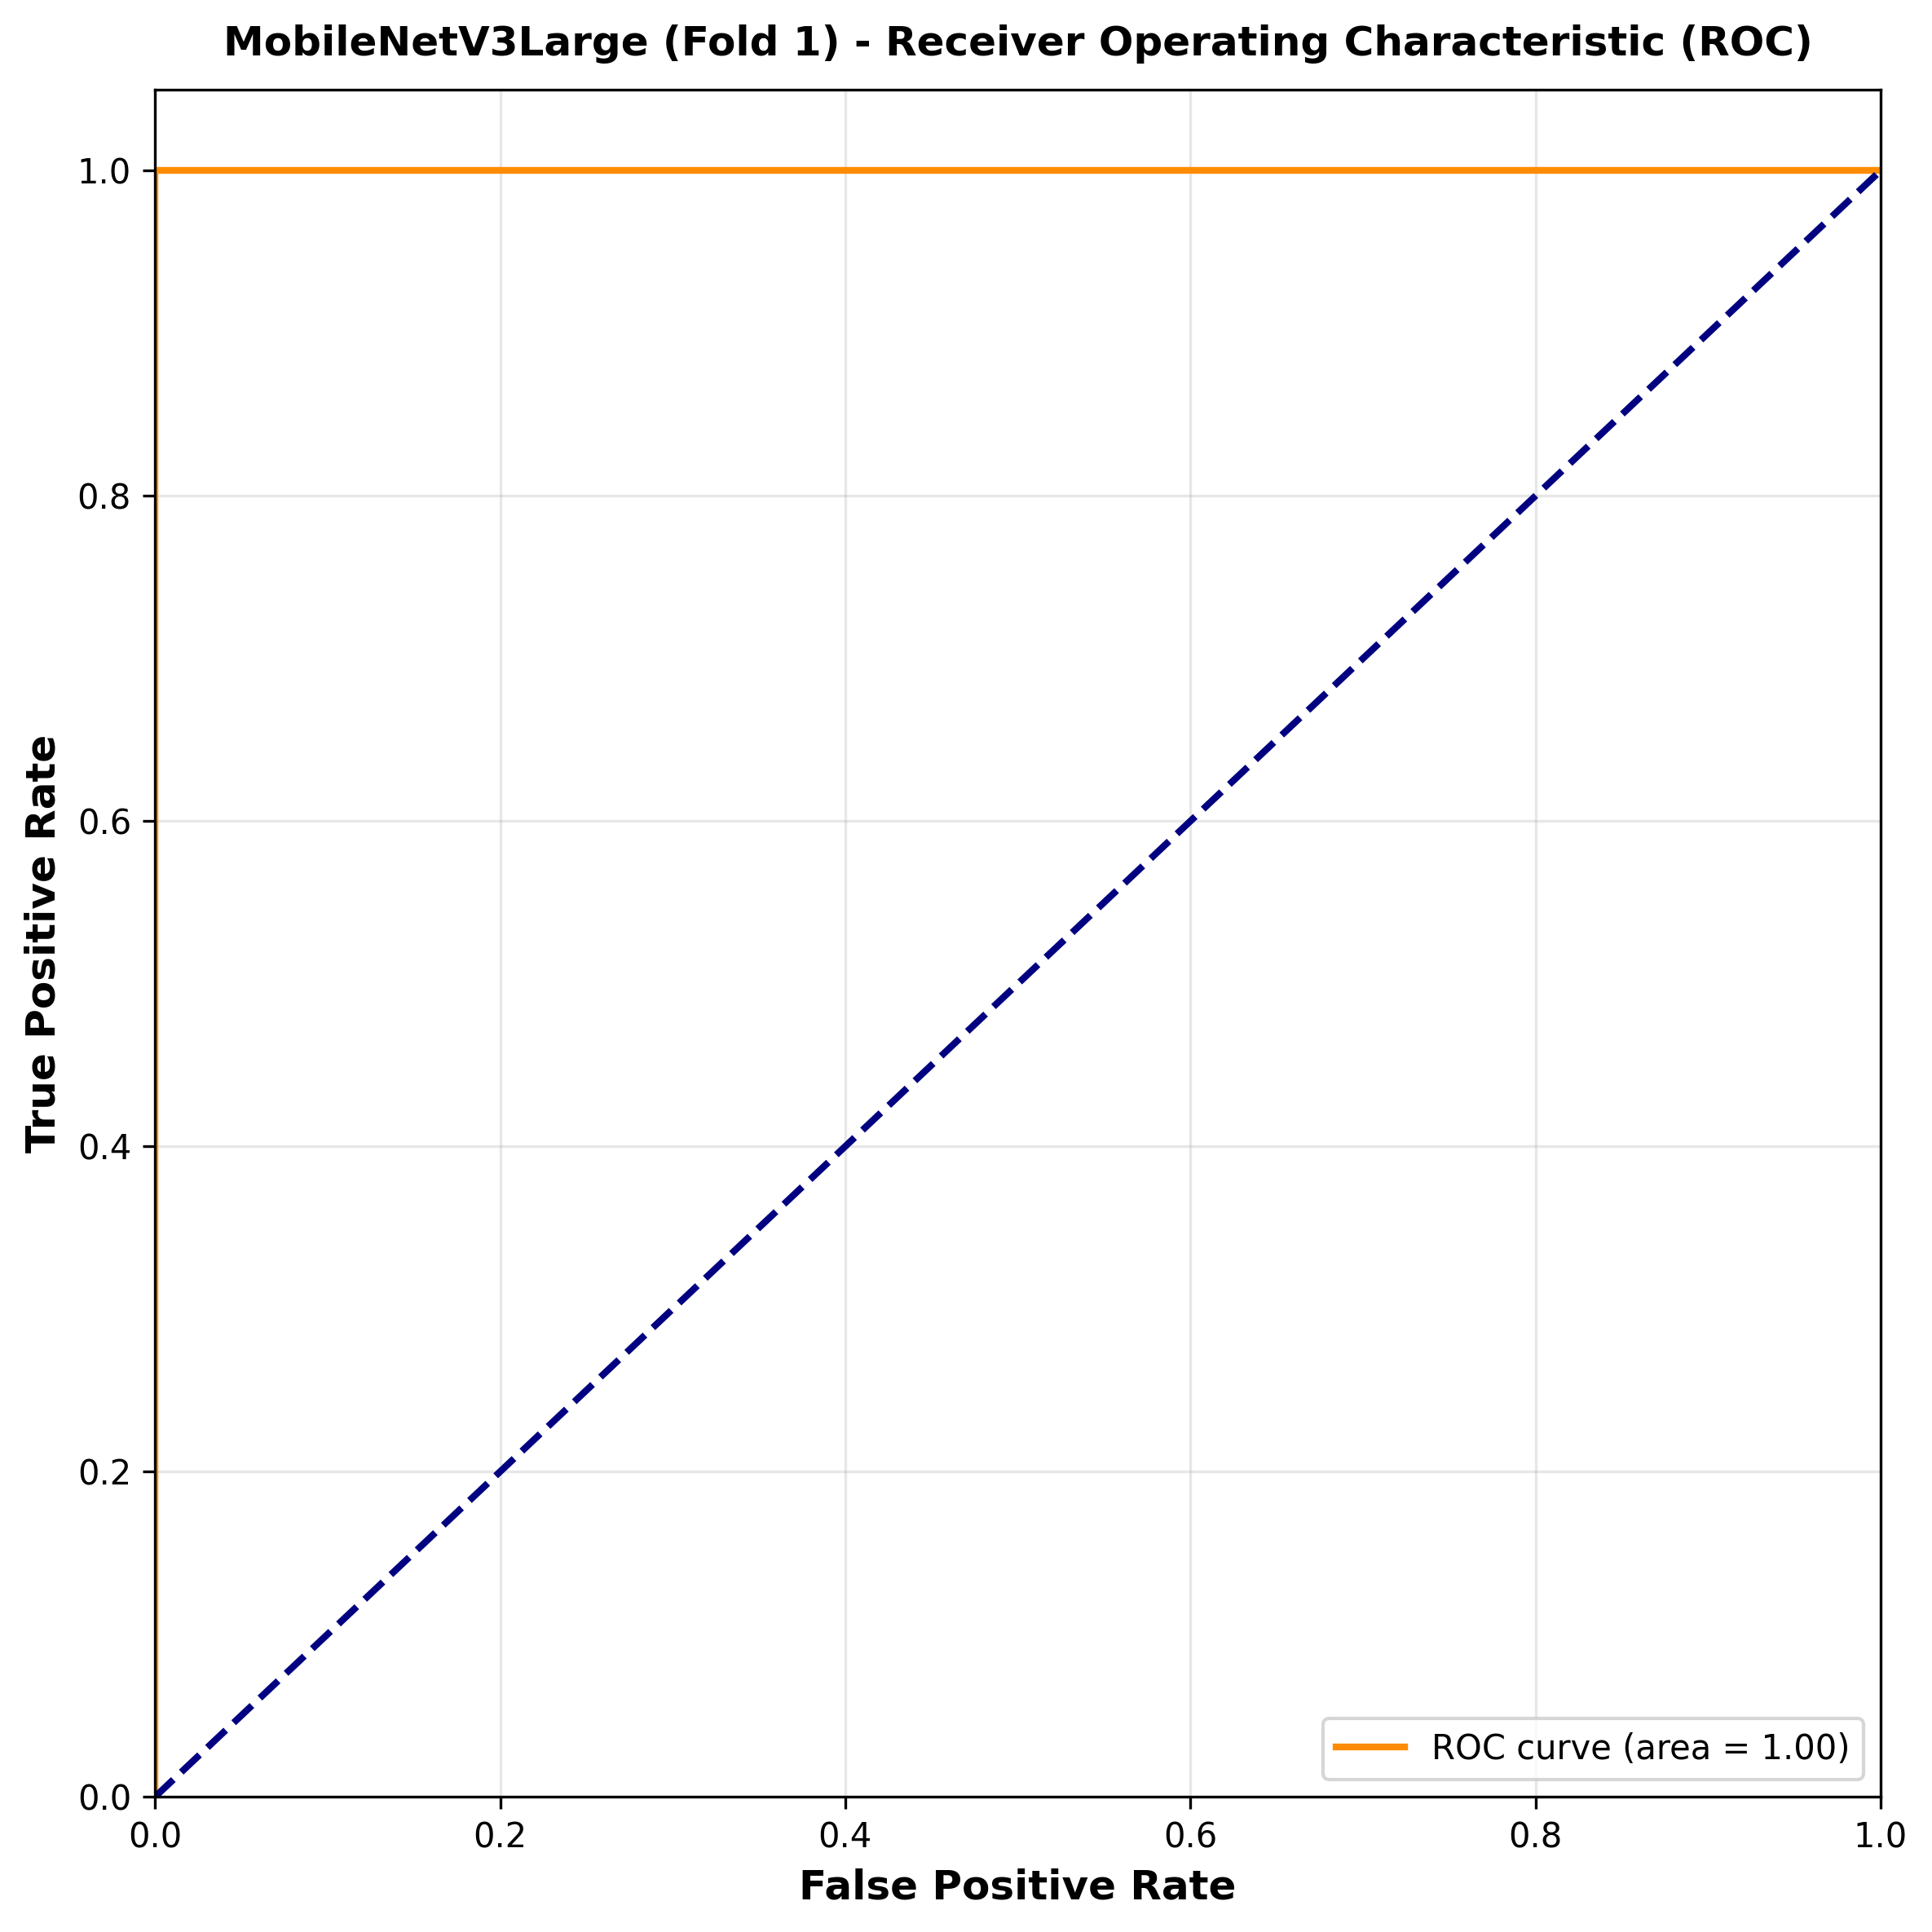 MobileNetV3Large (Fold 1) - Receiver Operating Characteristic (ROC)
True Positive Rate
1.0
0.8
0.6
0.4
0.2
0.0
0.0 0.2 0.4 0.6 0.8 1.0
False Positive Rate
ROC curve (area = 1.00)